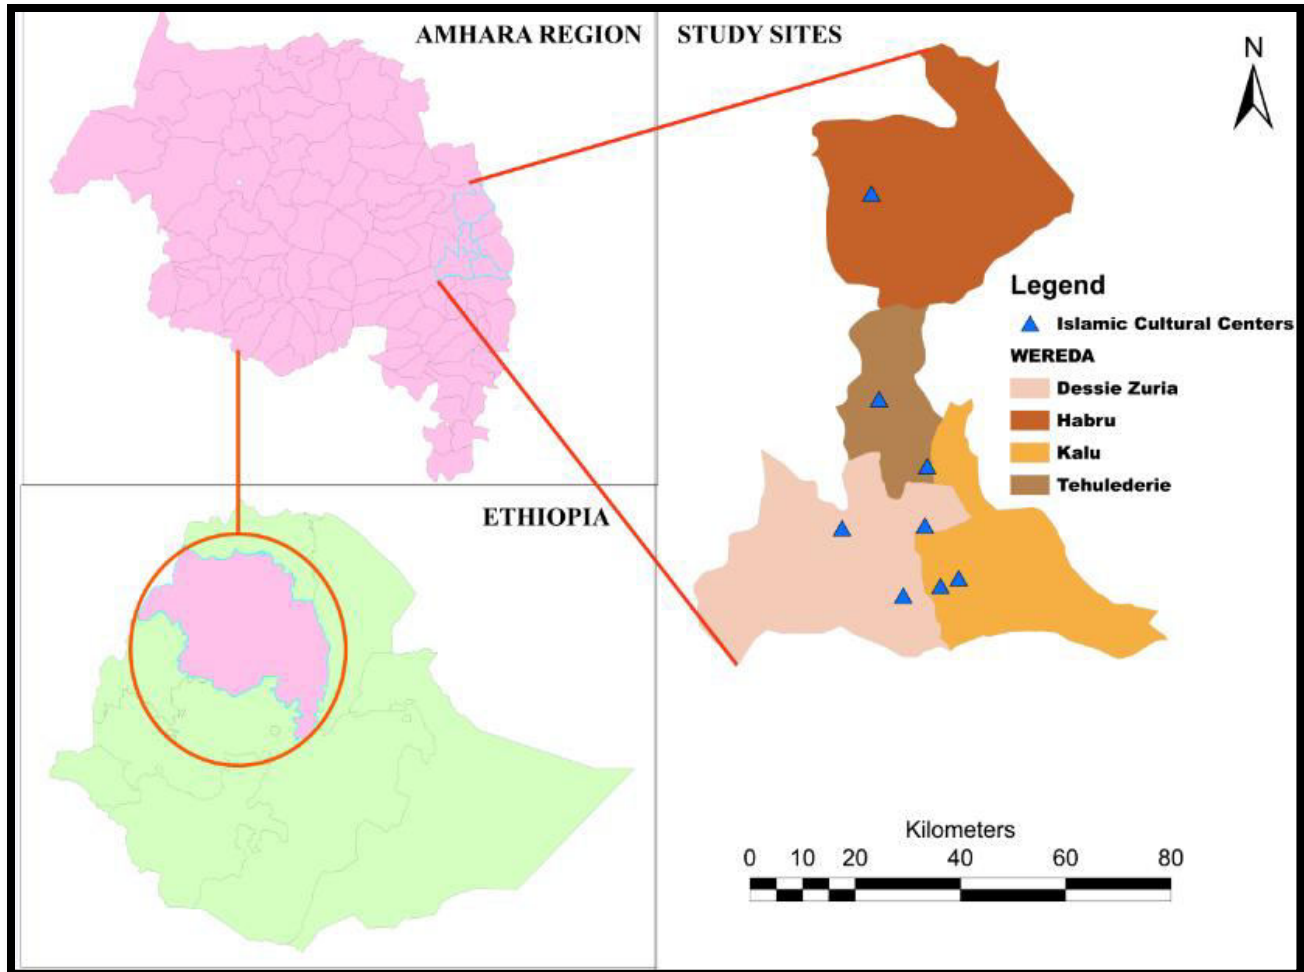 AMHARA REGION
STUDY SITES
N
Legend
Islamic Cultural Centers
WEREDA
Dessie Zuria
Habru
Kalu
Tehulederie
ETHIOPIA
Kilometers
0 10 20 40 60 80